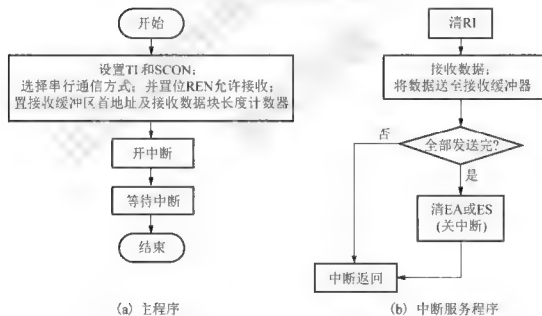 开始
设置TI 和SCON;
选择串行通信方式; 并置位REN允许接收;
置接收缓冲区首地址及接收数据块长度计数器
开中断
等待中断
结束
(a) 主程序
清RI
接收数据;
将数据送至接收缓冲器
全部发送完?
否
是
清EA或ES
(关中断)
中断返回
(b) 中断服务程序